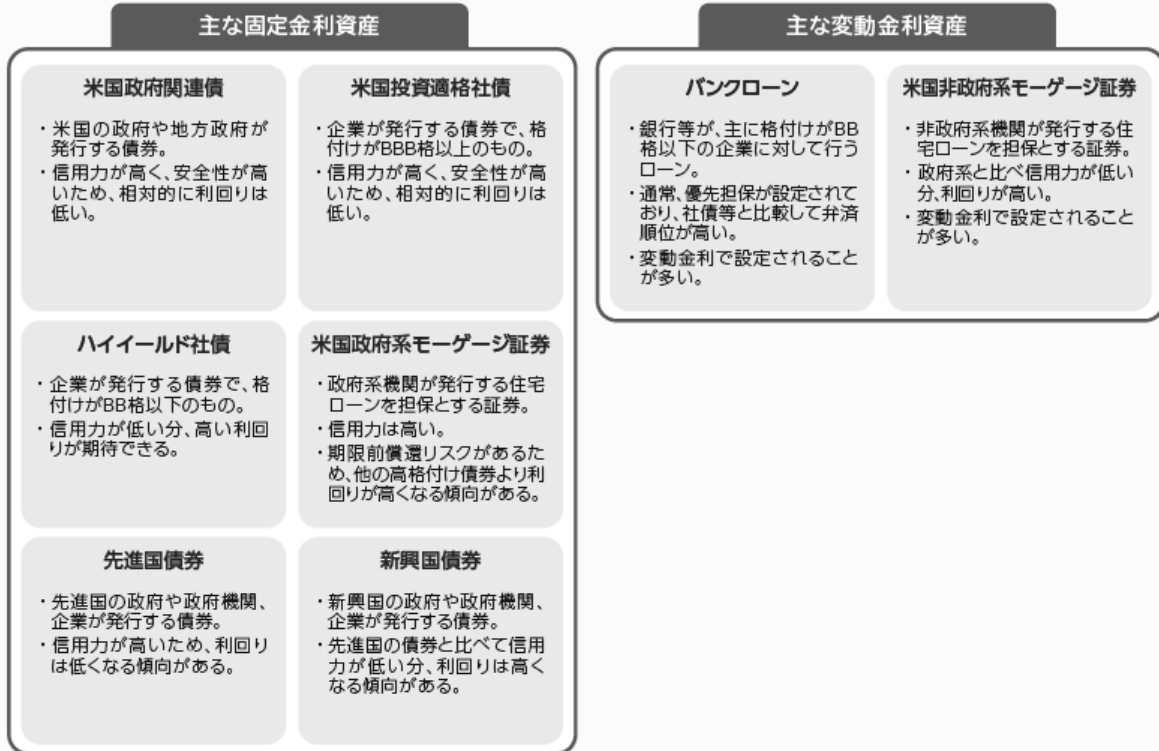 主な固定金利資産
米国政府関連債
・米国の政府や地方政府が
発行する債券。
・信用力が高く、安全性が高
いため、相対的に利回りは
低い。
米国投資適格社債
・企業が発行する債券で、格
付けがBBB格以上のもの。
・信用力が高く、安全性が高
いため、相対的に利回りは
低い。
ハイイールド社債
・企業が発行する債券で、格
付けがBB格以下のもの。
・信用力が低い分、高い利回
りが期待できる。
米国政府系モーゲージ証券
・政府系機関が発行する住宅
ローンを担保とする証券。
・信用力は高い。
・期限前償還リスクがあるた
め、他の高格付け債券より利
回りが高くなる傾向がある。
先進国債券
・先進国の政府や政府機関、
企業が発行する債券。
・信用力が高いため、利回り
は低くなる傾向がある。
新興国債券
・新興国の政府や政府機関、
企業が発行する債券。
・先進国の債券と比べて信用
力が低い分、利回りは高く
なる傾向がある。
主な変動金利資産
バンクローン
・銀行等が、主に格付けがBB
格以下の企業に対して行う
ローン。
・通常、優先担保が設定されて
おり、社債等と比較して弁済
順位が高い。
・変動金利で設定されること
が多い。
米国非政府系モーゲージ証券
・非政府系機関が発行する住
宅ローンを担保とする証券。
・政府系と比べ信用力が低い
分、利回りが高い。
・変動金利で設定されること
が多い。